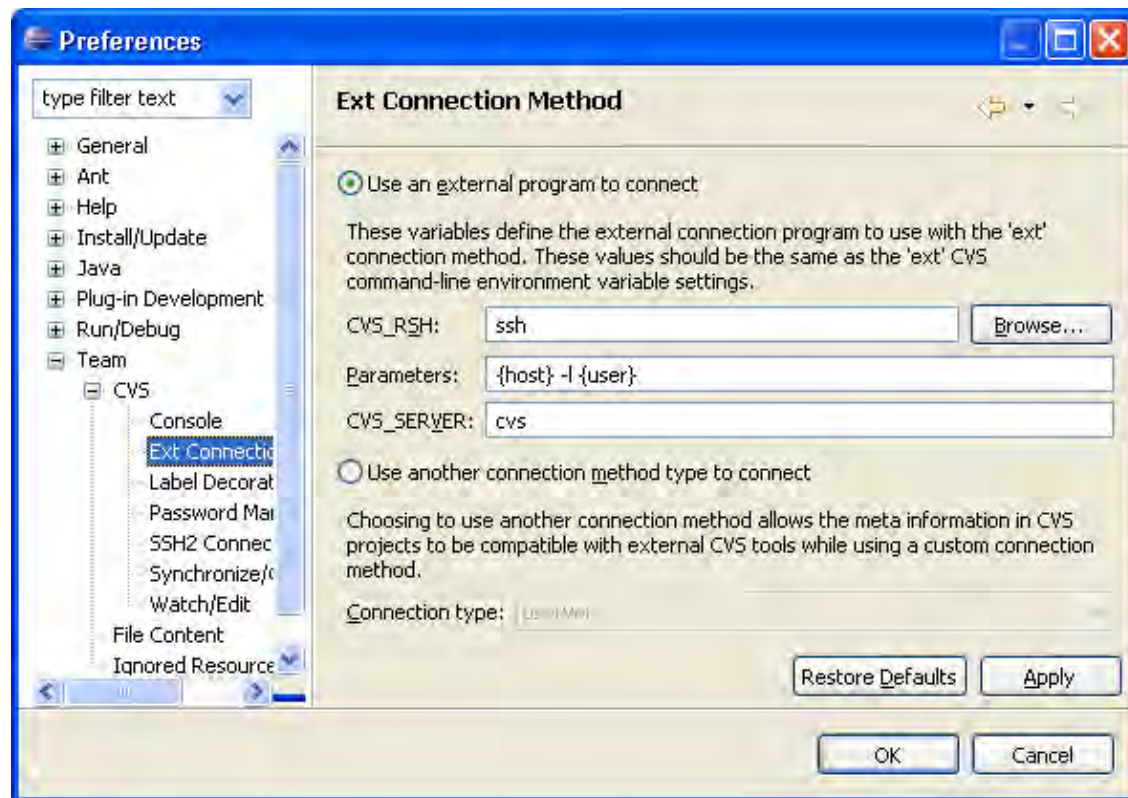 Preferences
type filter text
General
Ant
Help
Install/Update
Java
Plug-in Development
Run/Debug
Team
CVS
Console
Ext Connectio
Label Decorat
Password Mar
SSH2 Connec
Synchronize/
Watch/Edit
File Content
Ignored Resource
Ext Connection Method
Use an external program to connect
These variables define the external connection program to use with the 'ext'
connection method. These values should be the same as the 'ext' CVS
command-line environment variable settings.
CVS_RSH: ssh Browse...
Parameters: {host} -l {user}
CVS_SERVER: cvs
Use another connection method type to connect
Choosing to use another connection method allows the meta information in CVS
projects to be compatible with external CVS tools while using a custom connection
method.
Connection type:
Restore Defaults Apply
OK Cancel